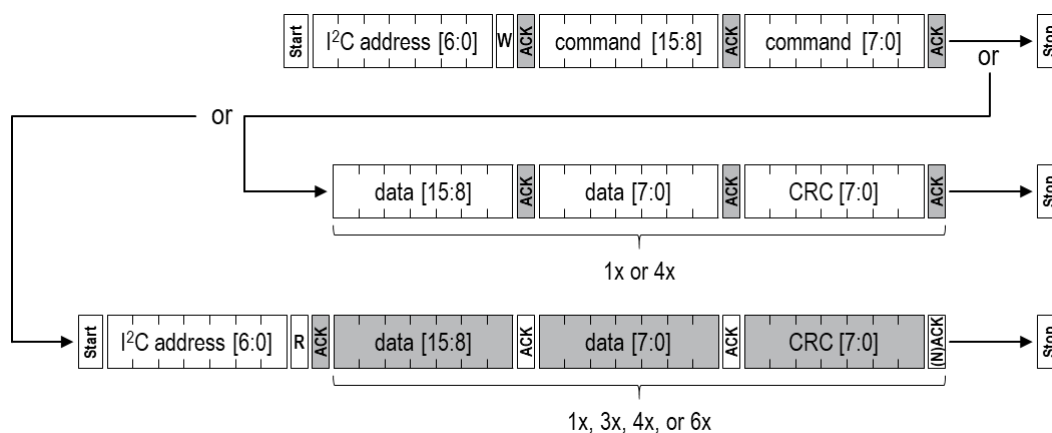 Start I²C address [6:0] W ACK command [15:8] ACK command [7:0] ACK Stop
or
or
data [15:8] ACK data [7:0] ACK CRC [7:0] ACK Stop
1x or 4x
Start I²C address [6:0] R ACK data [15:8] ACK data [7:0] ACK CRC [7:0] (N)ACK Stop
1x, 3x, 4x, or 6x